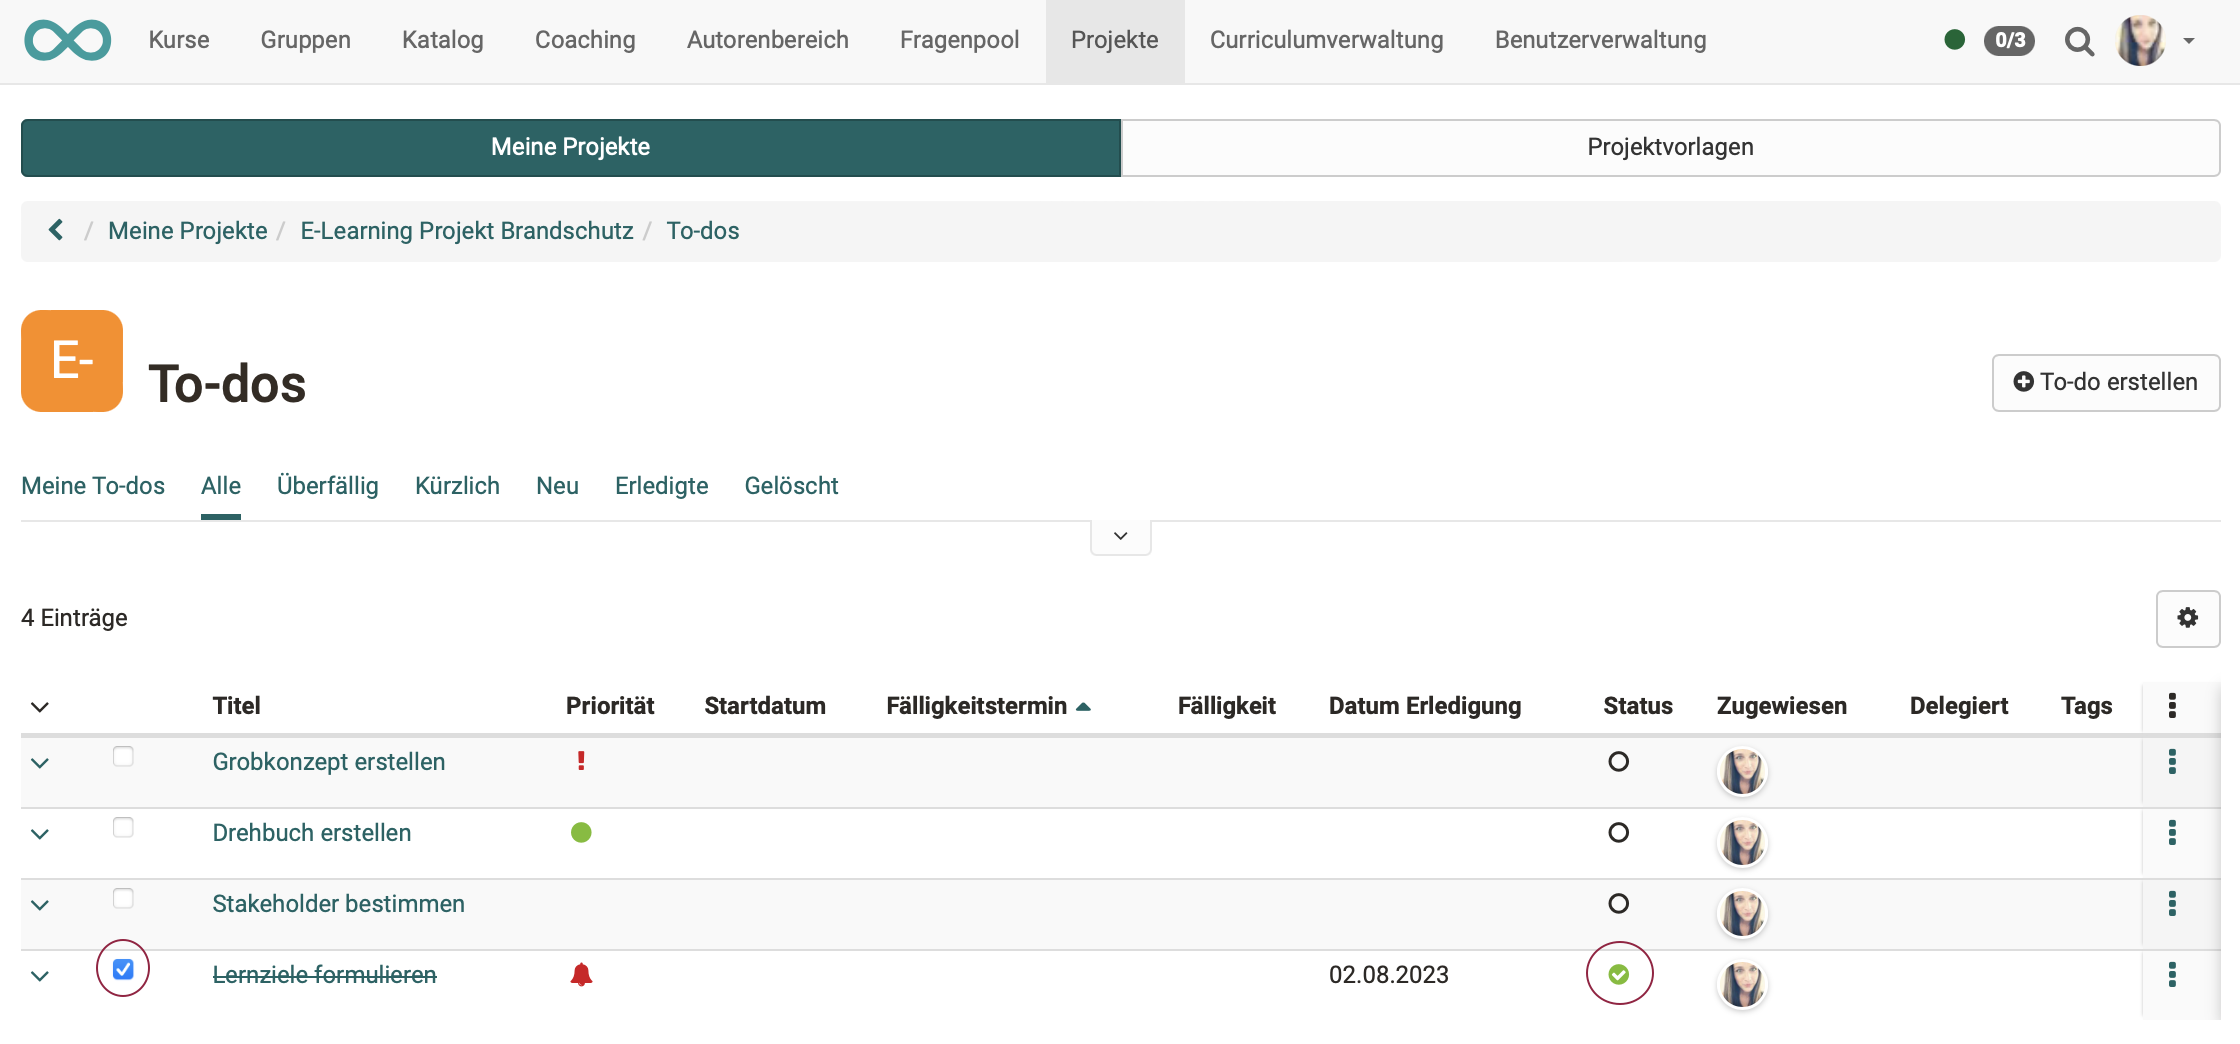 Kurse Gruppen Katalog Coaching Autorenbereich Fragenpool Projekte Curriculumverwaltung Benutzerverwaltung 0/3
Meine Projekte Projektvorlagen
/ Meine Projekte / E-Learning Projekt Brandschutz / To-dos
E- To-dos To-do erstellen
Meine To-dos Alle Überfällig Kürzlich Neu Erledigte Gelöscht
4 Einträge
Titel Priorität Startdatum Fälligkeitstermin Fälligkeit Datum Erledigung Status Zugewiesen Delegiert Tags
Grobkonzept erstellen
Drehbuch erstellen
Stakeholder bestimmen
Lernziele formulieren 02.08.2023